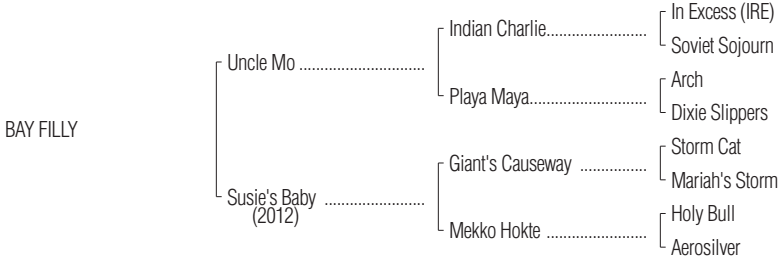 In Excess (IRE)
Indian Charlie.......................
Soviet Sojourn
Uncle Mo ............................
Arch
Playa Maya..........................
Dixie Slippers
BAY FILLY
Storm Cat
Giant's Causeway ...............
Mariah's Storm
Susie's Baby ......................
(2012)
Holy Bull
Mekko Hokte ......................
Aerosilver